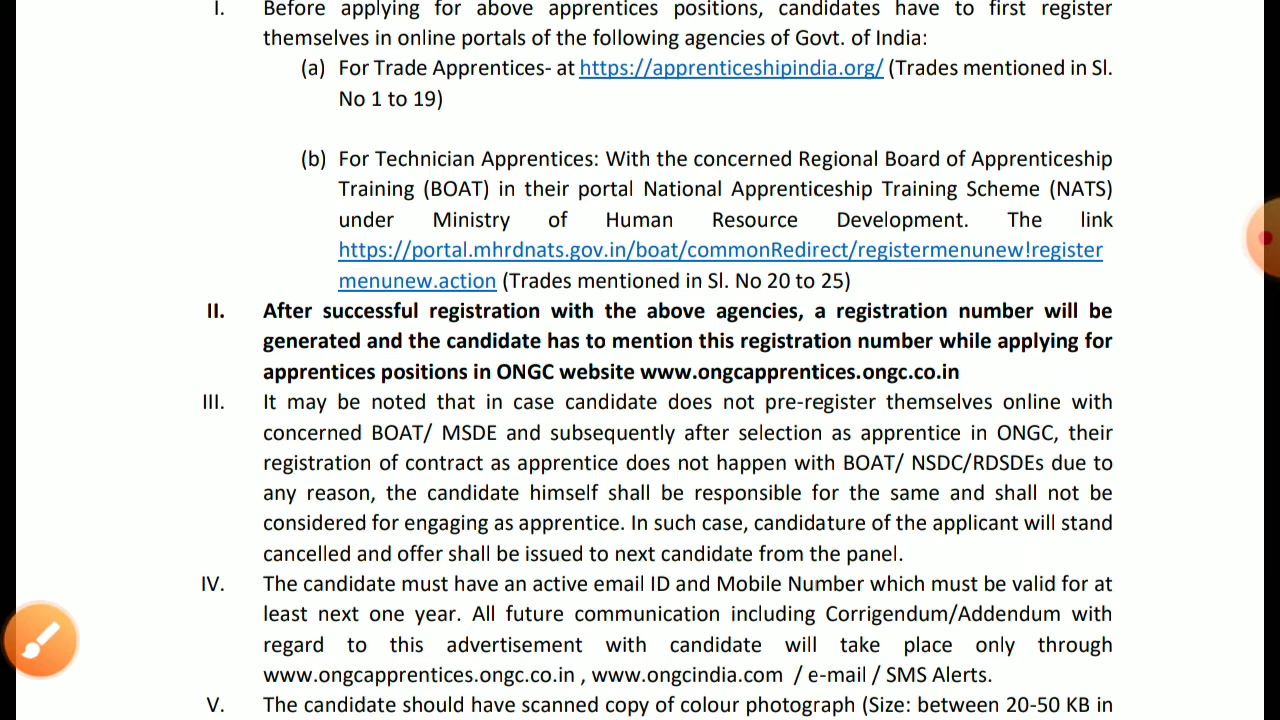 I. Before applying for above apprentices positions, candidates have to first register
themselves in online portals of the following agencies of Govt. of India:
(a) For Trade Apprentices- at https://apprenticeshipindia.org/ (Trades mentioned in Sl.
No 1 to 19)
(b) For Technician Apprentices: With the concerned Regional Board of Apprenticeship
Training (BOAT) in their portal National Apprenticeship Training Scheme (NATS)
under Ministry of Human Resource Development. The link
https://portal.mhrdnats.gov.in/boat/commonRedirect/registermenunew!register
menunew.action (Trades mentioned in Sl. No 20 to 25)
II. After successful registration with the above agencies, a registration number will be
generated and the candidate has to mention this registration number while applying for
apprentices positions in ONGC website www.ongcapprentices.ongc.co.in
III. It may be noted that in case candidate does not pre-register themselves online with
concerned BOAT/ MSDE and subsequently after selection as apprentice in ONGC, their
registration of contract as apprentice does not happen with BOAT/ NSDC/RDSDEs due to
any reason, the candidate himself shall be responsible for the same and shall not be
considered for engaging as apprentice. In such case, candidature of the applicant will stand
cancelled and offer shall be issued to next candidate from the panel.
IV. The candidate must have an active email ID and Mobile Number which must be valid for at
least next one year. All future communication including Corrigendum/Addendum with
regard to this advertisement with candidate will take place only through
www.ongcapprentices.ongc.co.in , www.ongcindia.com / e-mail / SMS Alerts.
V. The candidate should have scanned copy of colour photograph (Size: between 20-50 KB in